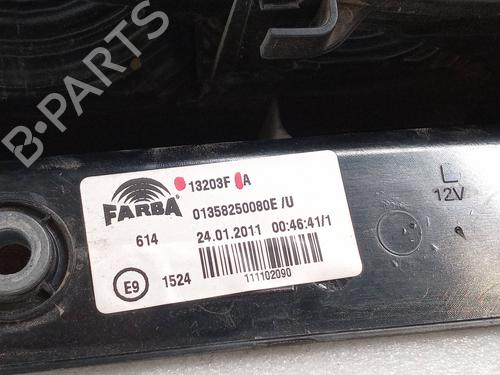 B-PARTS
13203F A
FARBA
01358250080E /U
614 24.01.2011 00:46:41/1
E9 1524
111102090
L
12V